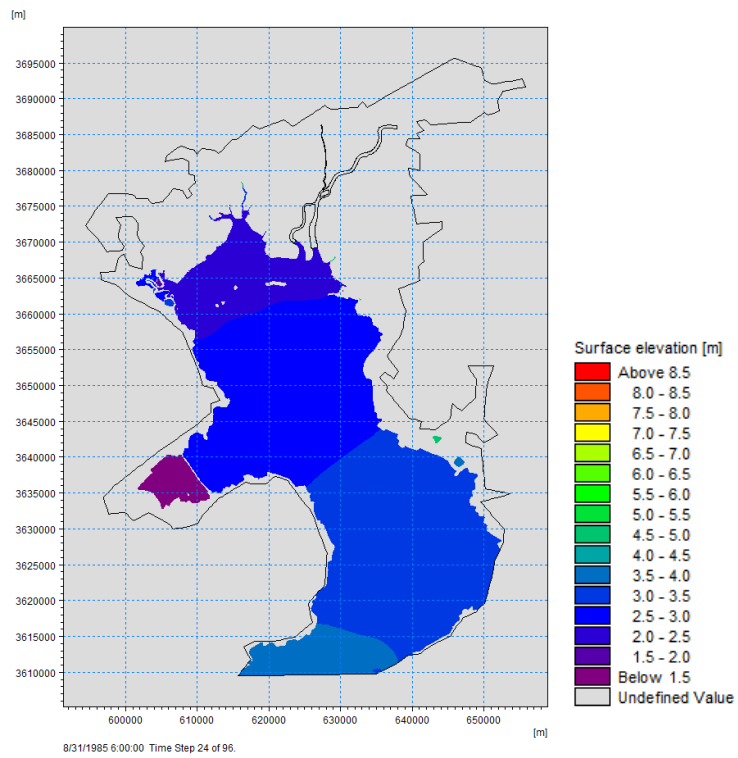 [m]
3695000
3690000
3685000
3680000
3675000
3670000
3665000
3660000
3655000
3650000
3645000
3640000
3635000
3630000
3625000
3620000
3615000
3610000
600000 610000 620000 630000 640000 650000
[m]
8/31/1985 6:00:00 Time Step 24 of 96.
Surface elevation [m]
Above 8.5
8.0 - 8.5
7.5 - 8.0
7.0 - 7.5
6.5 - 7.0
6.0 - 6.5
5.5 - 6.0
5.0 - 5.5
4.5 - 5.0
4.0 - 4.5
3.5 - 4.0
3.0 - 3.5
2.5 - 3.0
2.0 - 2.5
1.5 - 2.0
Below 1.5
Undefined Value